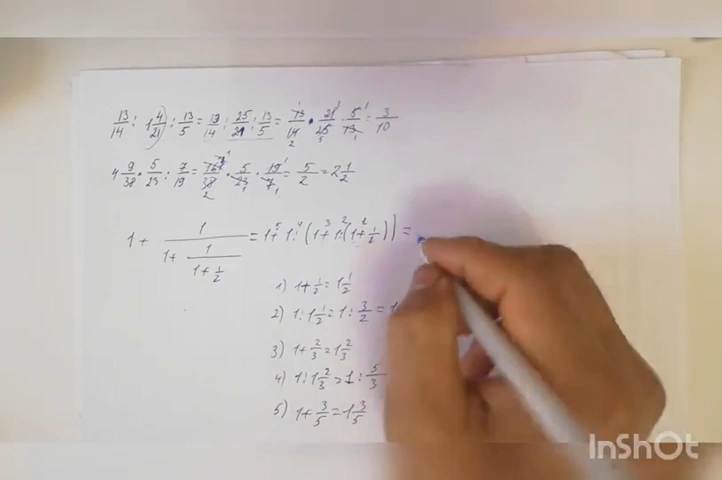 13/14 : 1 4/21 : 13/5 = 13/14 : 25/21 : 13/5 = 13/14 · 21/25 · 5/13 = 3/10
4 9/38 · 5/23 : 7/19 = 161/38 · 5/23 · 19/7 = 5/2 = 2 1/2
1 + 1/(1 + 1/(1 + 1/2)) = 1 + 1 : (1 + 1 : (1 + 1/2)) =
1) 1 + 1/2 = 1 1/2
2) 1 : 1 1/2 = 1 : 3/2 = 1
3) 1 + 2/3 = 1 2/3
4) 1 : 1 2/3 = 1 : 5/3
5) 1 + 3/5 = 1 3/5
InShOt